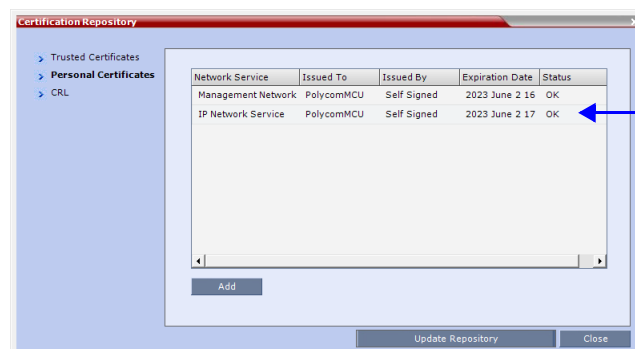 Certification Repository
Trusted Certificates
Personal Certificates
CRL
Network Service Issued To Issued By Expiration Date Status
Management Network PolycomMCU Self Signed 2023 June 2 16 OK
IP Network Service PolycomMCU Self Signed 2023 June 2 17 OK
Add
Update Repository Close